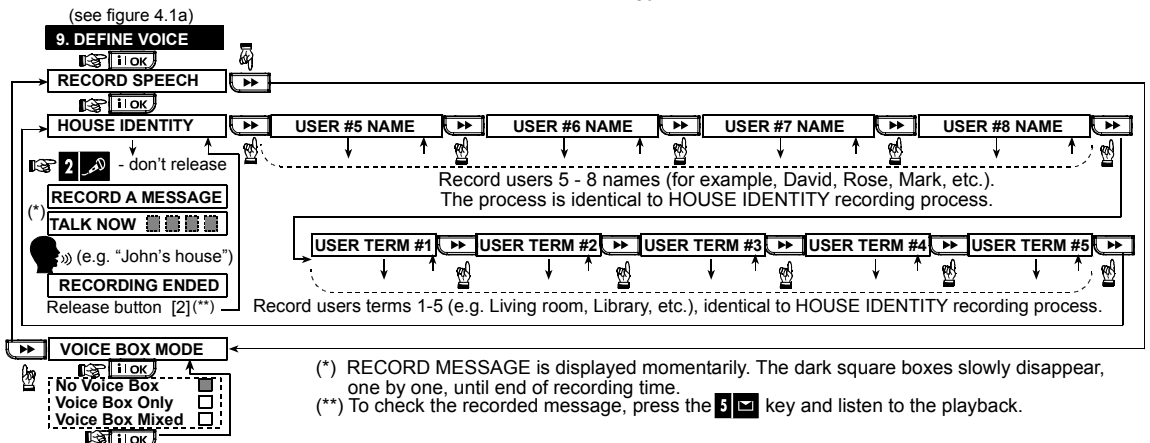 (see figure 4.1a)
9. DEFINE VOICE
i OK
RECORD SPEECH
i OK
HOUSE IDENTITY
USER #5 NAME
USER #6 NAME
USER #7 NAME
USER #8 NAME
2 - don't release
Record users 5 - 8 names (for example, David, Rose, Mark, etc.).
The process is identical to HOUSE IDENTITY recording process.
RECORD A MESSAGE
(*)
TALK NOW
(e.g. “John’s house”)
RECORDING ENDED
Release button [2] (**)
USER TERM #1
USER TERM #2
USER TERM #3
USER TERM #4
USER TERM #5
Record users terms 1-5 (e.g. Living room, Library, etc.), identical to HOUSE IDENTITY recording process.
VOICE BOX MODE
i OK
No Voice Box
Voice Box Only
Voice Box Mixed
i OK
(*) RECORD MESSAGE is displayed momentarily. The dark square boxes slowly disappear,
one by one, until end of recording time.
(**) To check the recorded message, press the 5 key and listen to the playback.